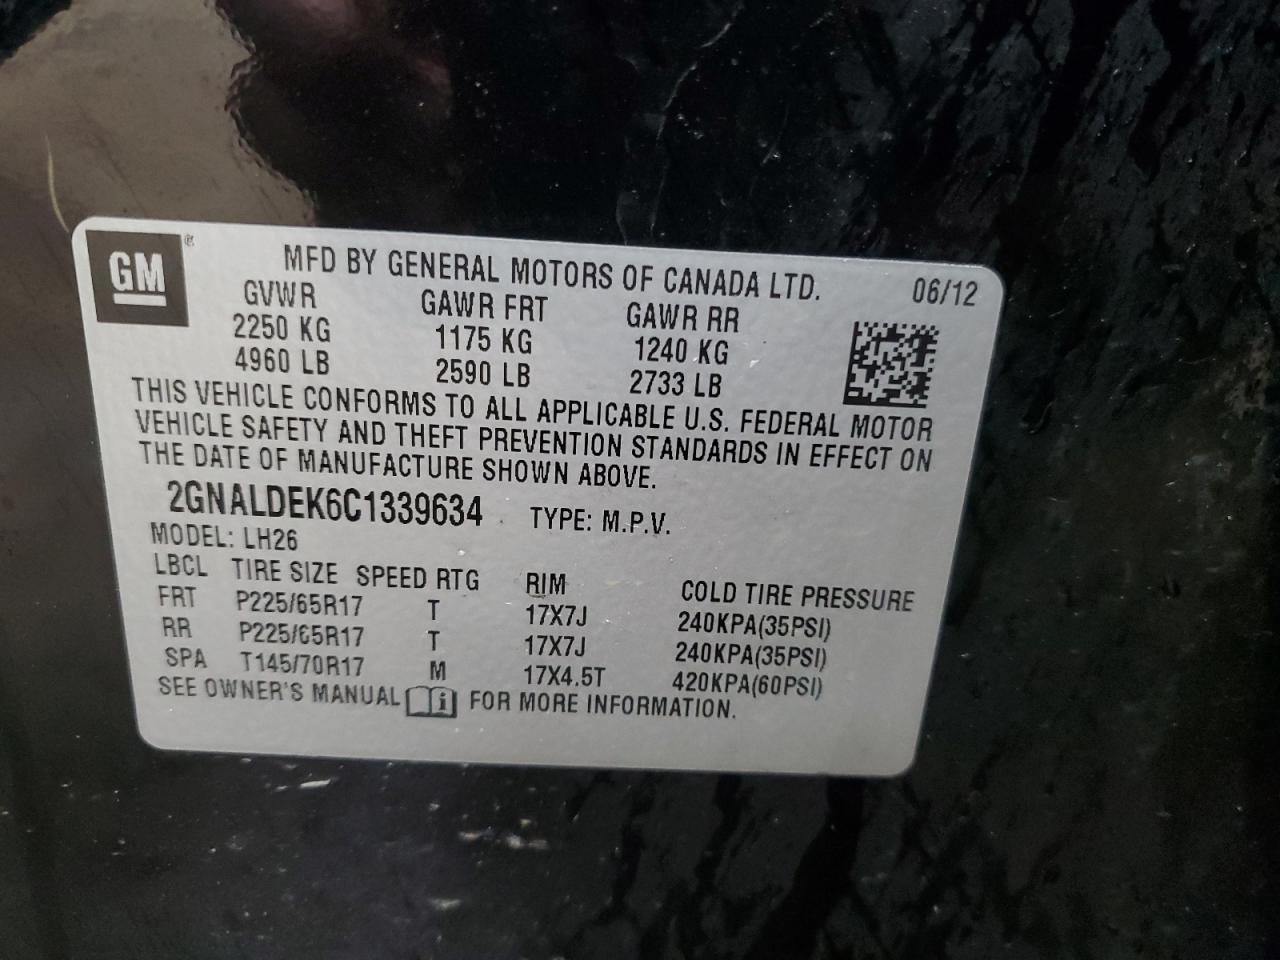 GM ®
MFD BY GENERAL MOTORS OF CANADA LTD. 06/12
GVWR GAWR FRT GAWR RR
2250 KG 1175 KG 1240 KG
4960 LB 2590 LB 2733 LB
THIS VEHICLE CONFORMS TO ALL APPLICABLE U.S. FEDERAL MOTOR
VEHICLE SAFETY AND THEFT PREVENTION STANDARDS IN EFFECT ON
THE DATE OF MANUFACTURE SHOWN ABOVE.
2GNALDEK6C1339634 TYPE: M.P.V.
MODEL: LH26
LBCL TIRE SIZE SPEED RTG RIM COLD TIRE PRESSURE
FRT P225/65R17 T 17X7J 240KPA(35PSI)
RR P225/65R17 T 17X7J 240KPA(35PSI)
SPA T145/70R17 M 17X4.5T 420KPA(60PSI)
SEE OWNER'S MANUAL i FOR MORE INFORMATION.